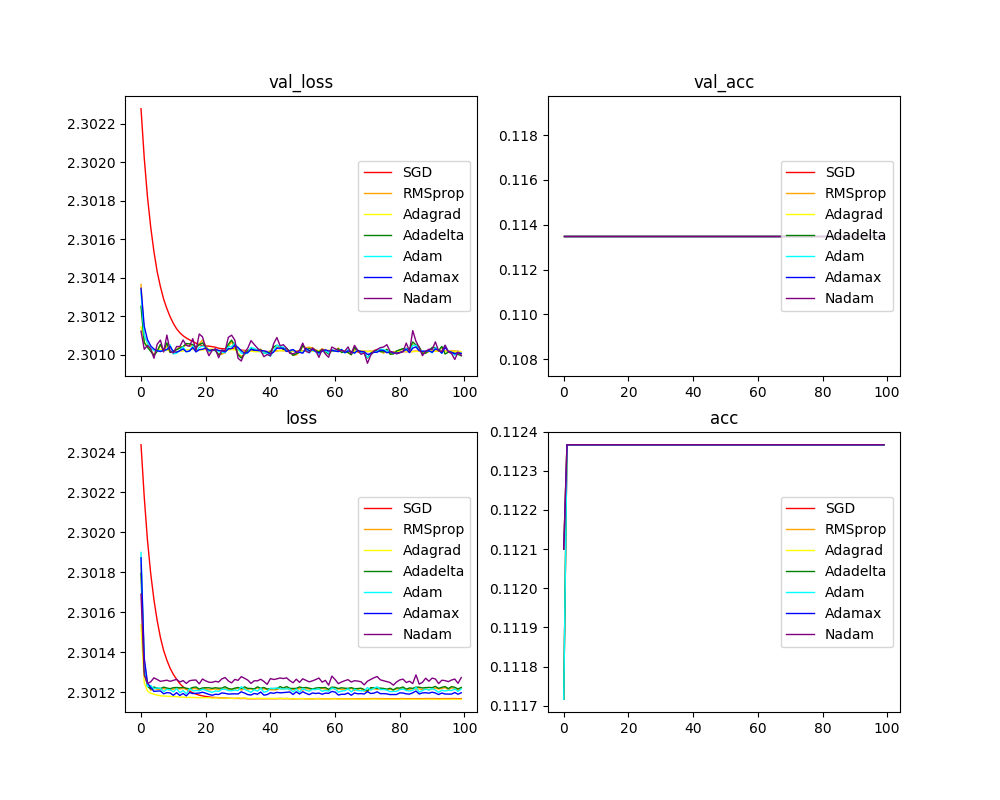 val_loss
2.3022
2.3020
2.3018
2.3016
2.3014
2.3012
2.3010
0 20 40 60 80 100
SGD
RMSprop
Adagrad
Adadelta
Adam
Adamax
Nadam
val_acc
0.118
0.116
0.114
0.112
0.110
0.108
0 20 40 60 80 100
SGD
RMSprop
Adagrad
Adadelta
Adam
Adamax
Nadam
loss
2.3024
2.3022
2.3020
2.3018
2.3016
2.3014
2.3012
0 20 40 60 80 100
SGD
RMSprop
Adagrad
Adadelta
Adam
Adamax
Nadam
acc
0.1124
0.1123
0.1122
0.1121
0.1120
0.1119
0.1118
0.1117
0 20 40 60 80 100
SGD
RMSprop
Adagrad
Adadelta
Adam
Adamax
Nadam